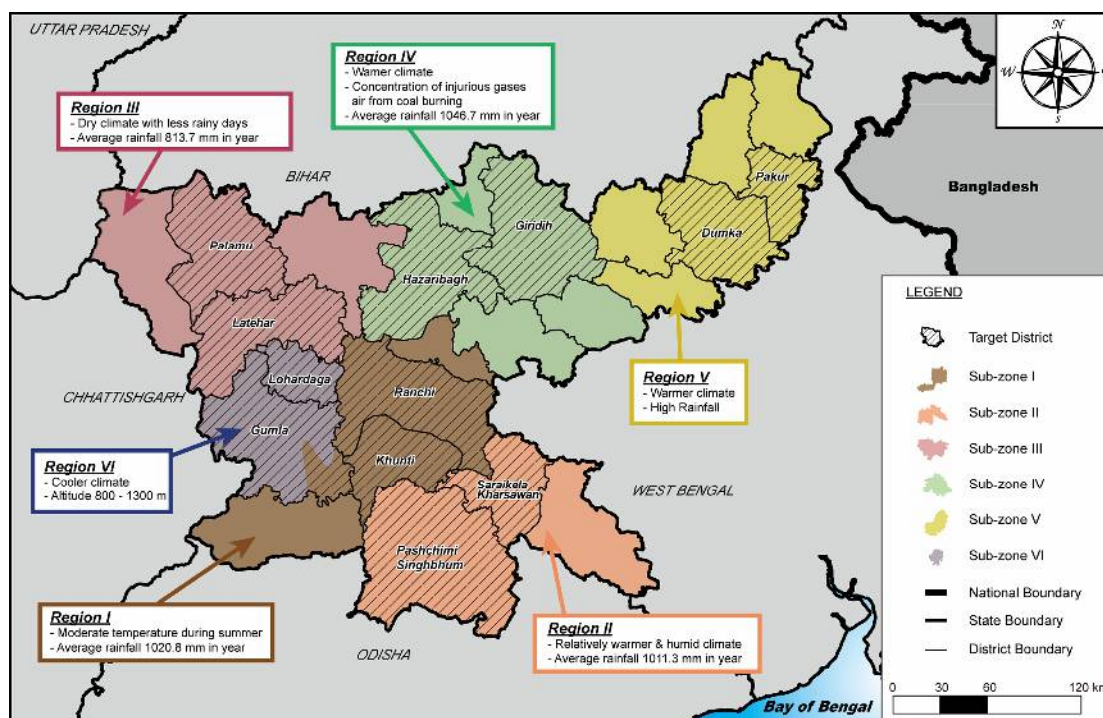 UTTAR PRADESH
N
W
S
Region IV
- Wamer climate
- Concentration of injurious gases
air from coal burning
- Average rainfall 1046.7 mm in year
Region III
- Dry climate with less rainy days
- Average rainfall 813.7 mm in year
BIHAR
Bangladesh
Pakur
Giridih
Dumka
Palamu
Hazaribagh
Latehar
Lohardaga
Ranchi
CHHATTISHGARH
Gumla
Khunti
Region V
- Warmer climate
- High Rainfall
Region VI
- Cooler climate
- Altitude 800 - 1300 m
Saraikela
Kharsawan
WEST BENGAL
Pashchimi
Singhbhum
Region I
- Moderate temperature during summer
- Average rainfall 1020.8 mm in year
ODISHA
Region II
- Relatively warmer & humid climate
- Average rainfall 1011.3 mm in year
Bay of Bengal
LEGEND
Target District
Sub-zone I
Sub-zone II
Sub-zone III
Sub-zone IV
Sub-zone V
Sub-zone VI
National Boundary
State Boundary
District Boundary
0 30 60 120 km